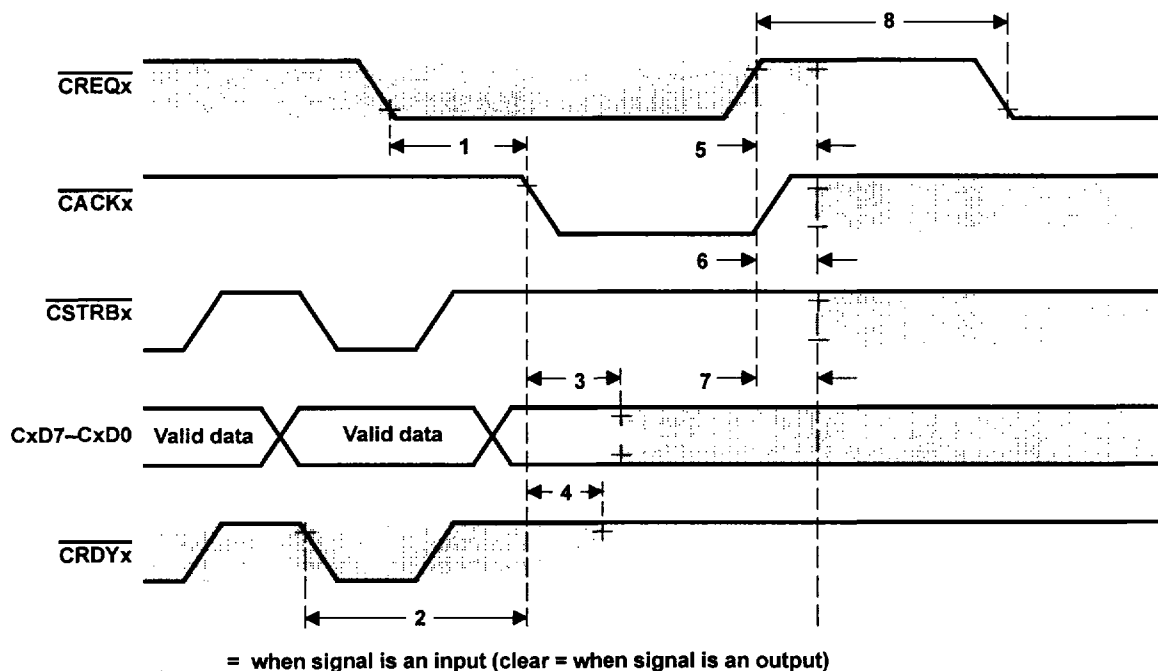 8
CREQx
1
5
CACKx
6
CSTRBx
3
7
CxD7–CxD0
Valid data
Valid data
4
CRDYx
2
= when signal is an input (clear = when signal is an output)